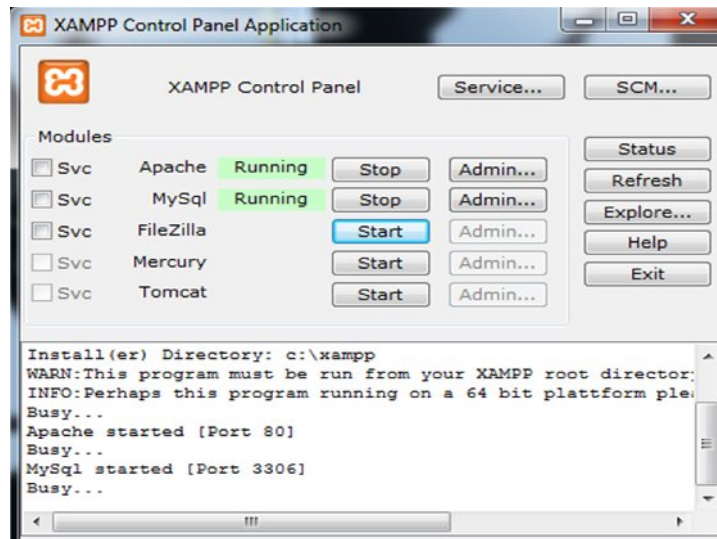 XAMPP Control Panel Application
XAMPP Control Panel Service... SCM...
Modules
Svc Apache Running Stop Admin...
Svc MySql Running Stop Admin...
Svc FileZilla Start Admin...
Svc Mercury Start Admin...
Svc Tomcat Start Admin...
Status
Refresh
Explore...
Help
Exit
Install(er) Directory: c:\xampp
WARN:This program must be run from your XAMPP root director
INFO:Perhaps this program running on a 64 bit plattform ple
Busy...
Apache started [Port 80]
Busy...
MySql started [Port 3306]
Busy...